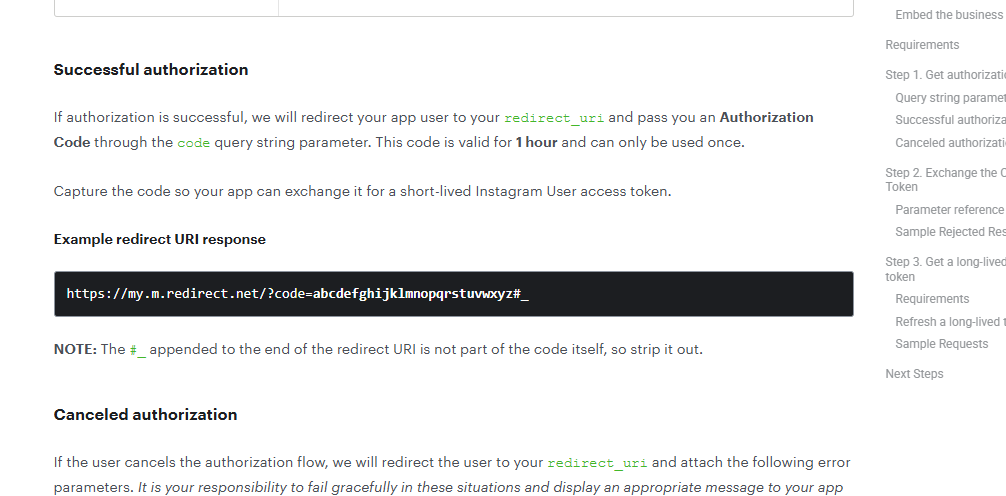 Successful authorization
If authorization is successful, we will redirect your app user to your redirect_uri and pass you an Authorization
Code through the code query string parameter. This code is valid for 1 hour and can only be used once.
Capture the code so your app can exchange it for a short-lived Instagram User access token.
Example redirect URI response
https://my.m.redirect.net/?code=abcdefghijklmnopqrstuvwxyz#_
NOTE: The #_ appended to the end of the redirect URI is not part of the code itself, so strip it out.
Canceled authorization
If the user cancels the authorization flow, we will redirect the user to your redirect_uri and attach the following error
parameters. It is your responsibility to fail gracefully in these situations and display an appropriate message to your app
Embed the business
Requirements
Step 1. Get authorizatio
Query string paramet
Successful authoriza
Canceled authorizati
Step 2. Exchange the C
Token
Parameter reference
Sample Rejected Res
Step 3. Get a long-lived
token
Requirements
Refresh a long-lived t
Sample Requests
Next Steps